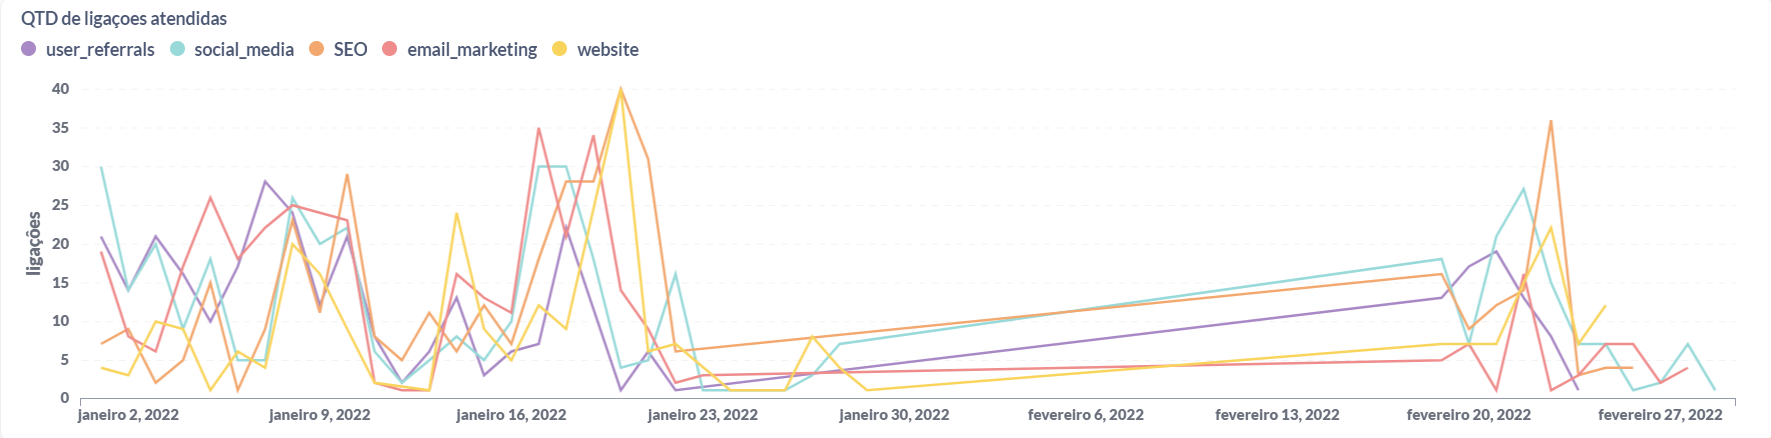 QTD de ligaçoes atendidas
user_referrals social_media SEO email_marketing website
40
35
30
25
20
15
10
5
0
ligações
janeiro 2, 2022 janeiro 9, 2022 janeiro 16, 2022 janeiro 23, 2022 janeiro 30, 2022 fevereiro 6, 2022 fevereiro 13, 2022 fevereiro 20, 2022 fevereiro 27, 2022